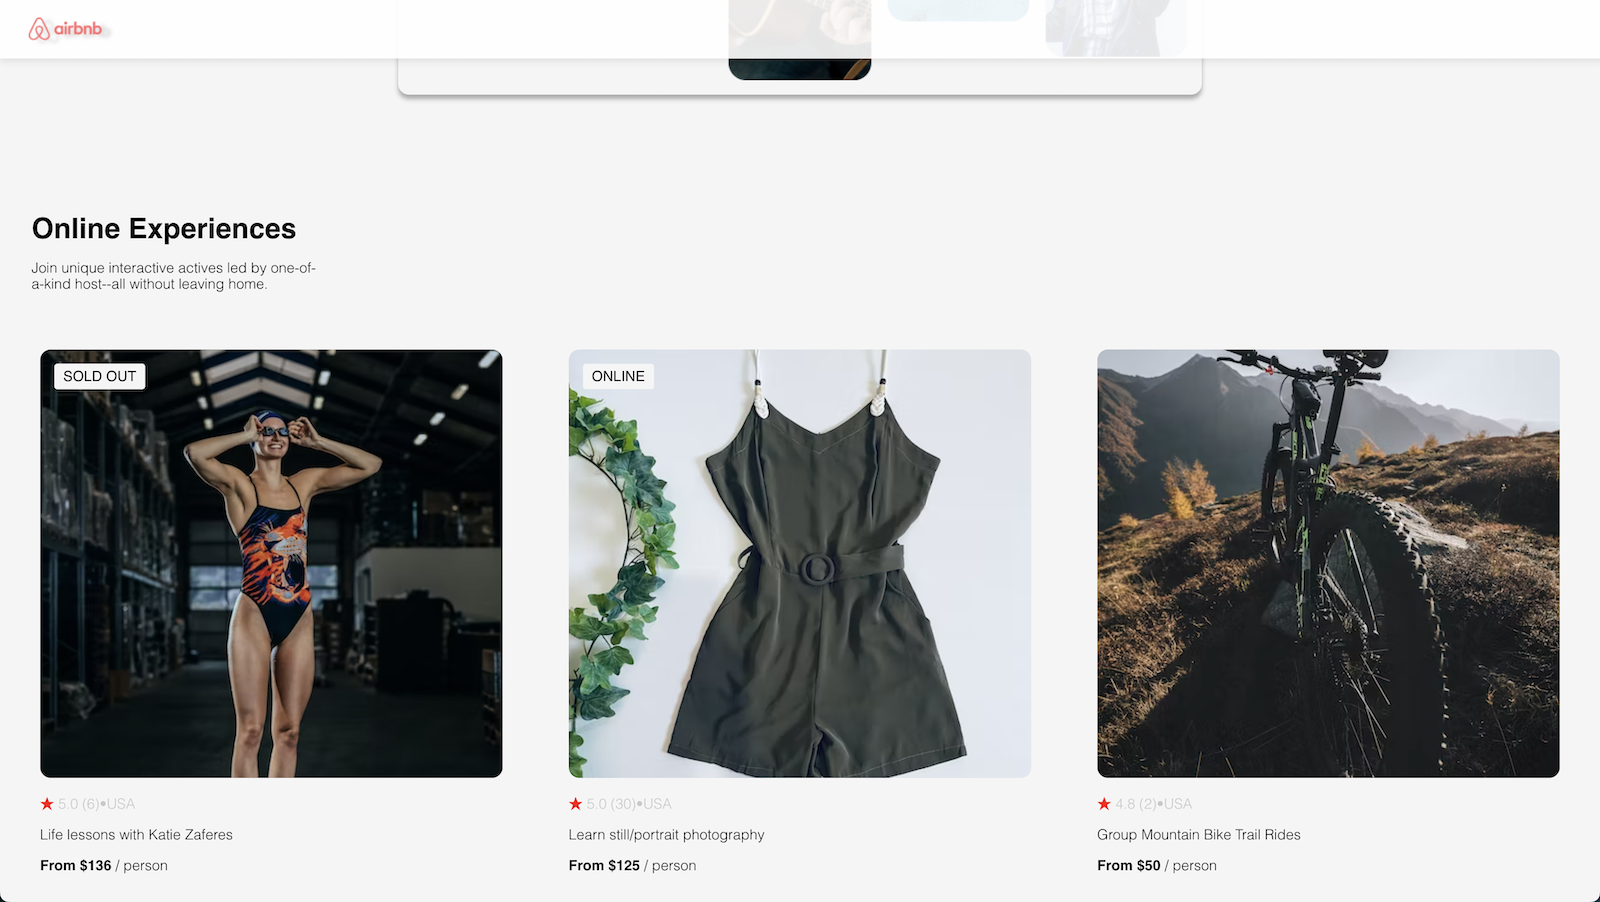 airbnb
Online Experiences
Join unique interactive actives led by one-of-
a-kind host--all without leaving home.
SOLD OUT
ONLINE
★ 5.0 (6)•USA
Life lessons with Katie Zaferes
From $136 / person
★ 5.0 (30)•USA
Learn still/portrait photography
From $125 / person
★ 4.8 (2)•USA
Group Mountain Bike Trail Rides
From $50 / person